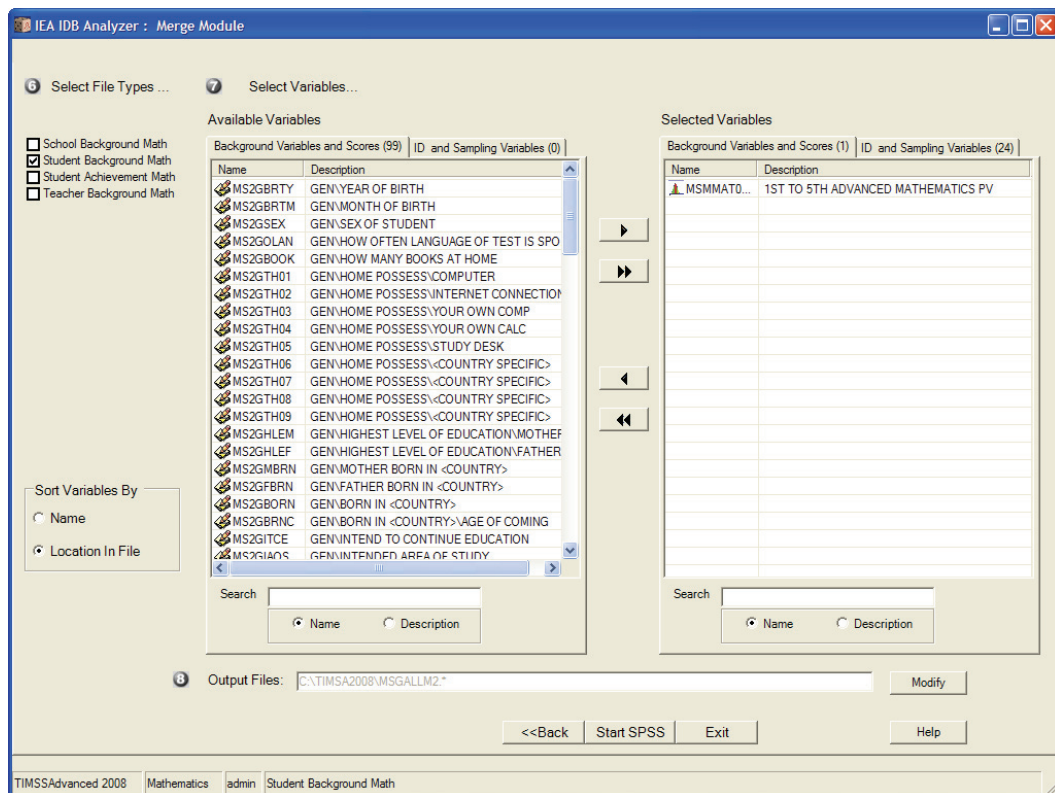 IEA IDB Analyzer : Merge Module
6 Select File Types ...
7 Select Variables...
School Background Math
Student Background Math
Student Achievement Math
Teacher Background Math
Available Variables
Background Variables and Scores (99) ID and Sampling Variables (0)
Name Description
MS2GBRTY GEN\YEAR OF BIRTH
MS2GBRTM GEN\MONTH OF BIRTH
MS2GSEX GEN\SEX OF STUDENT
MS2GOLAN GEN\HOW OFTEN LANGUAGE OF TEST IS SPO
MS2GBOOK GEN\HOW MANY BOOKS AT HOME
MS2GTH01 GEN\HOME POSSESS\COMPUTER
MS2GTH02 GEN\HOME POSSESS\INTERNET CONNECTION
MS2GTH03 GEN\HOME POSSESS\YOUR OWN COMP
MS2GTH04 GEN\HOME POSSESS\YOUR OWN CALC
MS2GTH05 GEN\HOME POSSESS\STUDY DESK
MS2GTH06 GEN\HOME POSSESS\<COUNTRY SPECIFIC>
MS2GTH07 GEN\HOME POSSESS\<COUNTRY SPECIFIC>
MS2GTH08 GEN\HOME POSSESS\<COUNTRY SPECIFIC>
MS2GTH09 GEN\HOME POSSESS\<COUNTRY SPECIFIC>
MS2GHLEM GEN\HIGHEST LEVEL OF EDUCATION\MOTHER
MS2GHLEF GEN\HIGHEST LEVEL OF EDUCATION\FATHER
MS2GMBRN GEN\MOTHER BORN IN <COUNTRY>
MS2GFBRN GEN\FATHER BORN IN <COUNTRY>
MS2GBORN GEN\BORN IN <COUNTRY>
MS2GBRNC GEN\BORN IN <COUNTRY>\AGE OF COMING
MS2GITCE GEN\INTEND TO CONTINUE EDUCATION
MS2GIAOS GEN\INTENDED AREA OF STUDY
Search
Name Description
Selected Variables
Background Variables and Scores (1) ID and Sampling Variables (24)
Name Description
MSMMAT0... 1ST TO 5TH ADVANCED MATHEMATICS PV
Search
Name Description
Sort Variables By
Name
Location In File
8 Output Files: C:\TIMSA2008\MSGALLM2.* Modify
<<Back Start SPSS Exit Help
TIMSSAdvanced 2008 Mathematics admin Student Background Math